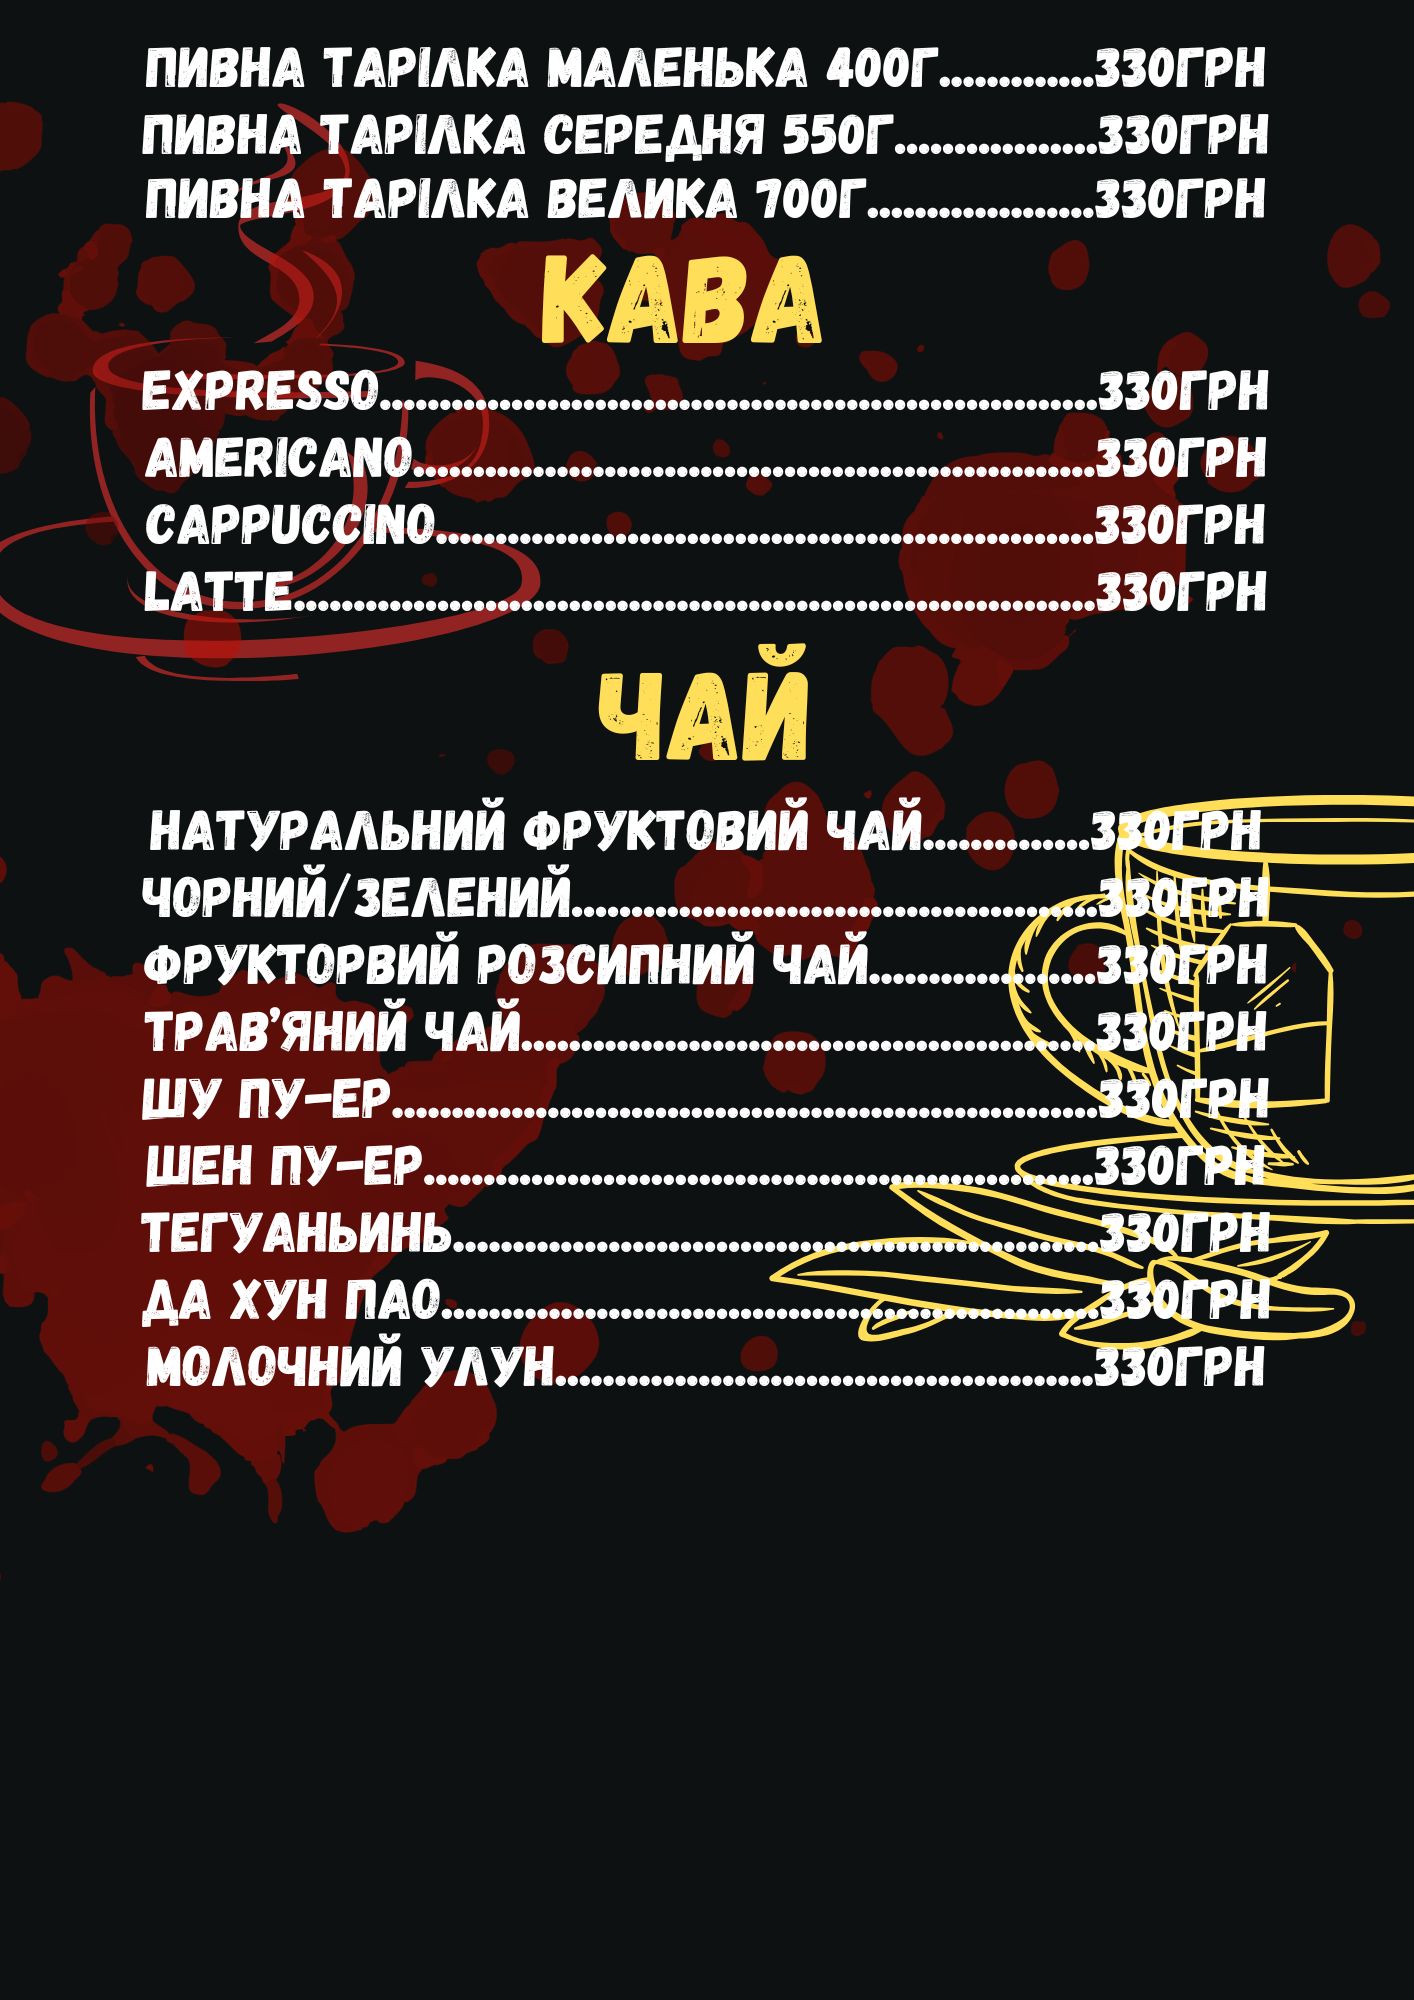 ПИВНА ТАРІЛКА МАЛЕНЬКА 400Г.............330ГРН
ПИВНА ТАРІЛКА СЕРЕДНЯ 550Г.................330ГРН
ПИВНА ТАРІЛКА ВЕЛИКА 700Г...................330ГРН
КАВА
EXPRESSO............................................................330ГРН
AMERICANO.........................................................330ГРН
CAPPUCCINO.......................................................330ГРН
LATTE...................................................................330ГРН
ЧАЙ
НАТУРАЛЬНИЙ ФРУКТОВИЙ ЧАЙ..............330ГРН
ЧОРНИЙ/ЗЕЛЕНИЙ............................................330ГРН
ФРУКТОРВИЙ РОЗСИПНИЙ ЧАЙ...................330ГРН
ТРАВ’ЯНИЙ ЧАЙ................................................330ГРН
ШУ ПУ-ЕР...........................................................330ГРН
ШЕН ПУ-ЕР........................................................330ГРН
ТЕГУАНЬИНЬ......................................................330ГРН
ДА ХУН ПАО.......................................................330ГРН
МОЛОЧНИЙ УЛУН.............................................330ГРН